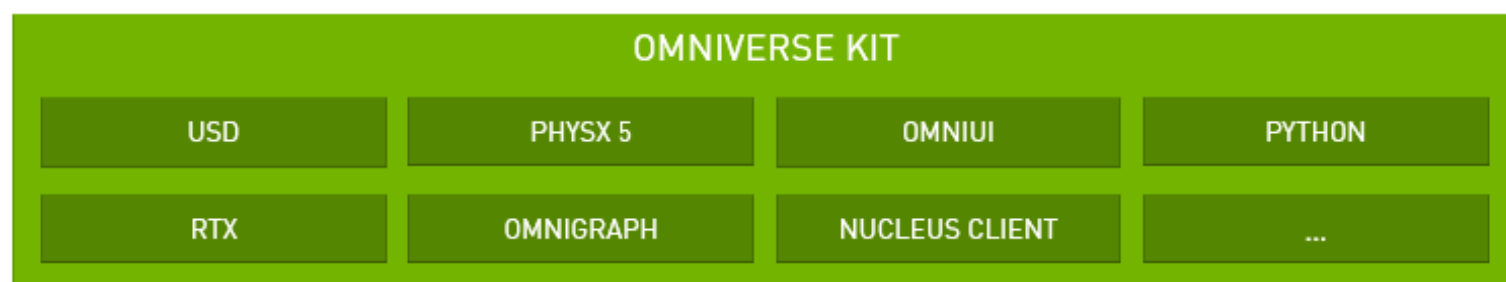 OMNIVERSE KIT
USD PHYSX 5 OMNIUI PYTHON
RTX OMNIGRAPH NUCLEUS CLIENT ...